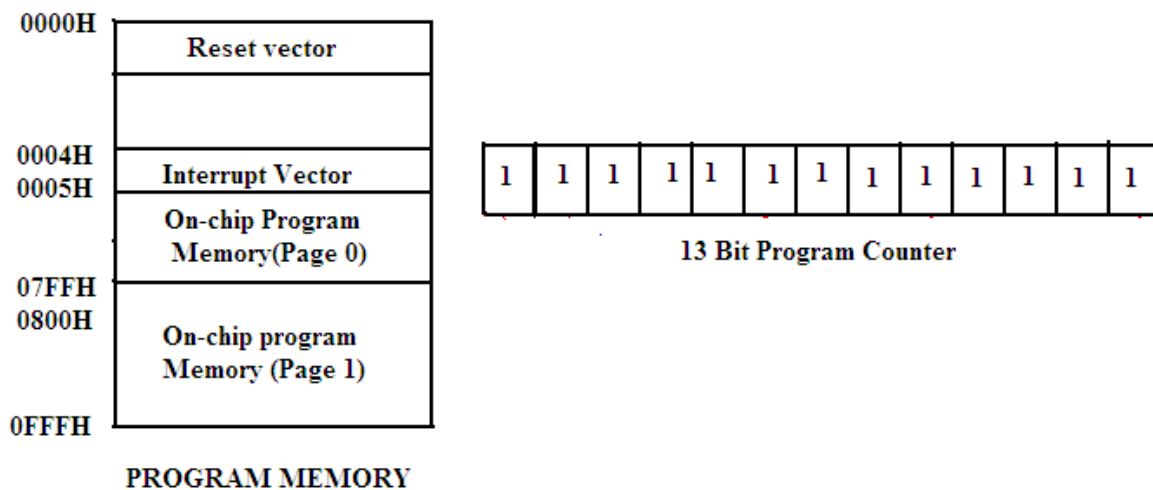 0000H
Reset vector
0004H
Interrupt Vector
0005H
On-chip Program
Memory(Page 0)
07FFH
0800H
On-chip program
Memory (Page 1)
0FFFH
PROGRAM MEMORY
1 1 1 1 1 1 1 1 1 1 1 1 1
13 Bit Program Counter